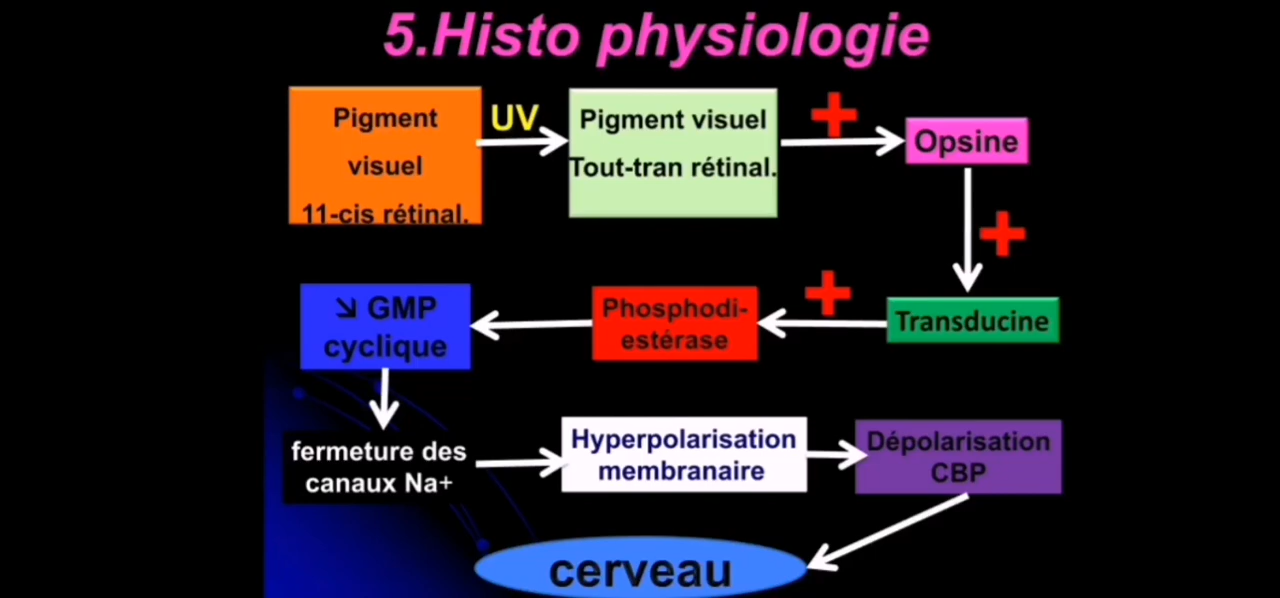 5.Histo physiologie
Pigment
visuel
11-cis rétinal.
UV
Pigment visuel
Tout-tran rétinal.
+
Opsine
+
Transducine
+
Phosphodi-
estérase
↘ GMP
cyclique
fermeture des
canaux Na+
Hyperpolarisation
membranaire
Dépolarisation
CBP
cerveau